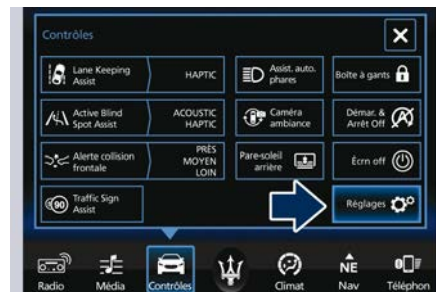 Contrôles
Lane Keeping
Assist
HAPTIC
Assist. auto.
phares
Boîte à gants
Active Blind
Spot Assist
ACOUSTIC
HAPTIC
Caméra
ambiance
Démar. &
Arrêt Off
Alerte collision
frontale
PRÈS
MOYEN
LOIN
Pare-soleil
arrière
Écrn off
90
Traffic Sign
Assist
Réglages
Radio
Média
Contrôles
Climat
NE
Nav
Téléphon